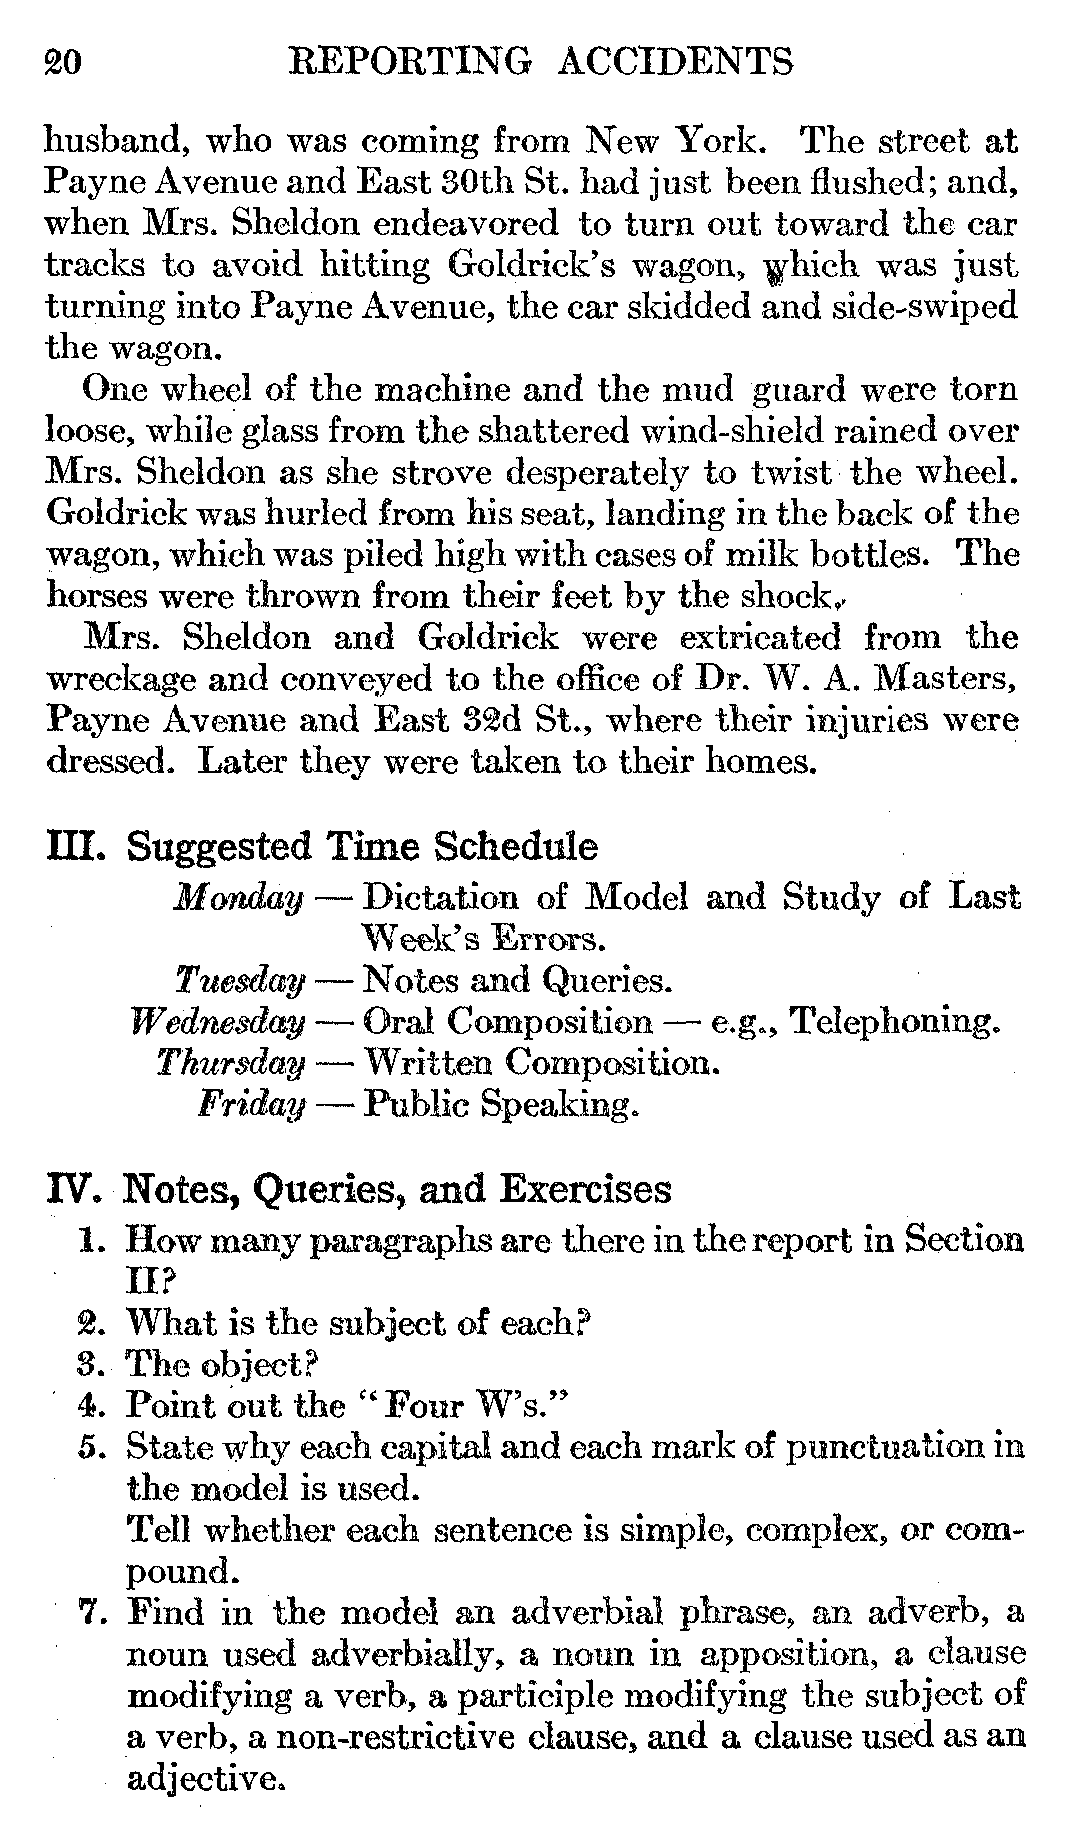 20 REPORTING ACCIDENTS
husband, who was coming from New York. The street at
Payne Avenue and East 30th St. had just been flushed; and,
when Mrs. Sheldon endeavored to turn out toward the car
tracks to avoid hitting Goldrick's wagon, which was just
turning into Payne Avenue, the car skidded and side-swiped
the wagon.
One wheel of the machine and the mud guard were torn
loose, while glass from the shattered wind-shield rained over
Mrs. Sheldon as she strove desperately to twist the wheel.
Goldrick was hurled from his seat, landing in the back of the
wagon, which was piled high with cases of milk bottles. The
horses were thrown from their feet by the shock.
Mrs. Sheldon and Goldrick were extricated from the
wreckage and conveyed to the office of Dr. W. A. Masters,
Payne Avenue and East 32d St., where their injuries were
dressed. Later they were taken to their homes.
III. Suggested Time Schedule
Monday — Dictation of Model and Study of Last
Week's Errors.
Tuesday — Notes and Queries.
Wednesday — Oral Composition — e.g., Telephoning.
Thursday — Written Composition.
Friday — Public Speaking.
IV. Notes, Queries, and Exercises
1. How many paragraphs are there in the report in Section
II?
2. What is the subject of each?
3. The object?
4. Point out the "Four W's."
5. State why each capital and each mark of punctuation in
the model is used.
Tell whether each sentence is simple, complex, or com-
pound.
7. Find in the model an adverbial phrase, an adverb, a
noun used adverbially, a noun in apposition, a clause
modifying a verb, a participle modifying the subject of
a verb, a non-restrictive clause, and a clause used as an
adjective.